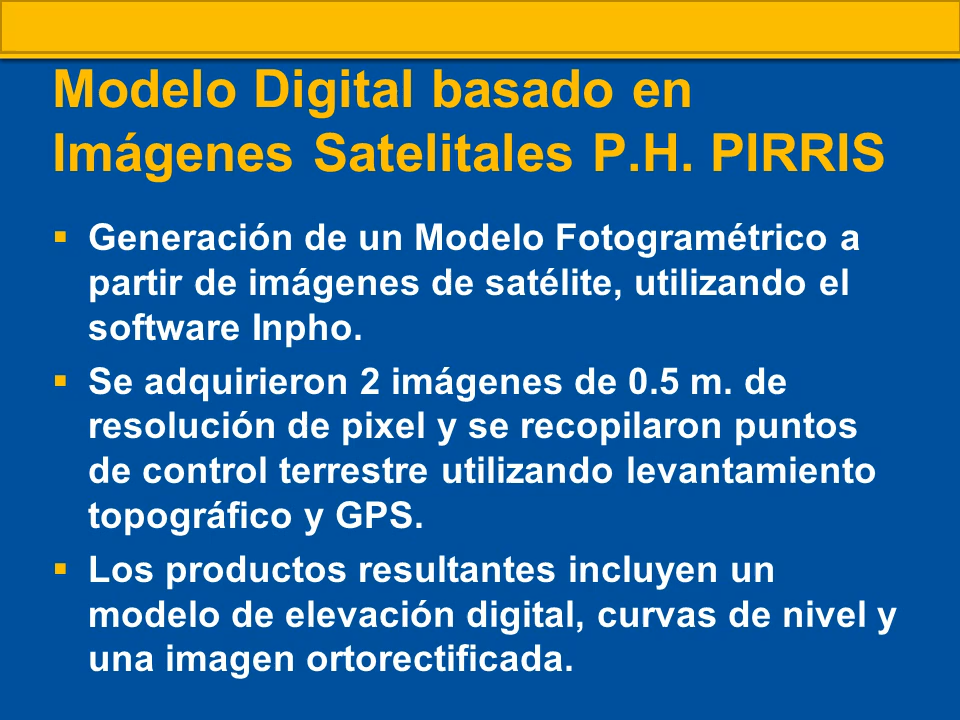 Modelo Digital basado en
Imágenes Satelitales P.H. PIRRIS
▪ Generación de un Modelo Fotogramétrico a
partir de imágenes de satélite, utilizando el
software Inpho.
▪ Se adquirieron 2 imágenes de 0.5 m. de
resolución de pixel y se recopilaron puntos
de control terrestre utilizando levantamiento
topográfico y GPS.
▪ Los productos resultantes incluyen un
modelo de elevación digital, curvas de nivel y
una imagen ortorectificada.